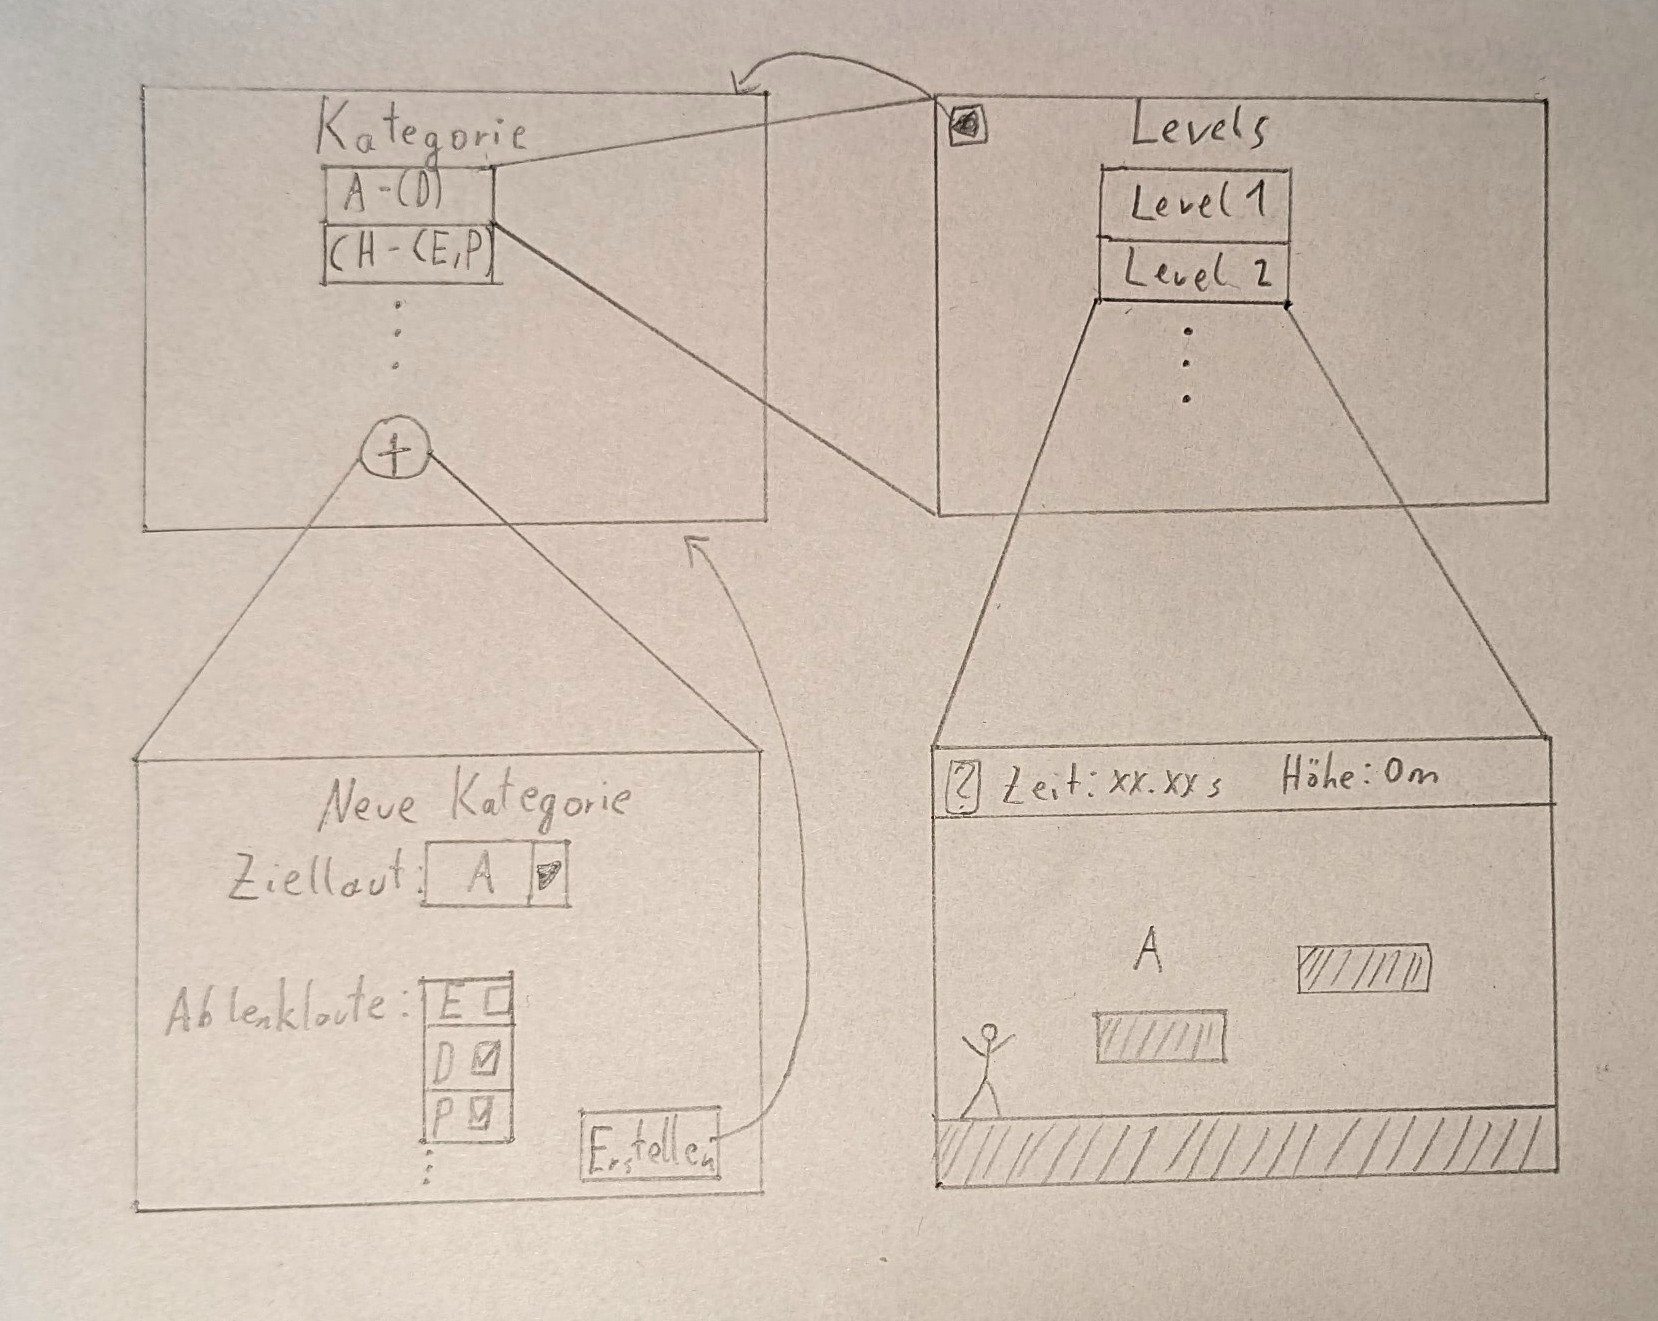 Kategorie
A-(D)
CH-(E,P)
+
Levels
Level 1
Level 2
Neue Kategorie
Ziellaut: A
Ablenklaute: E
D
P
Erstellen
? Zeit: xx.xx s Höhe: 0m
A